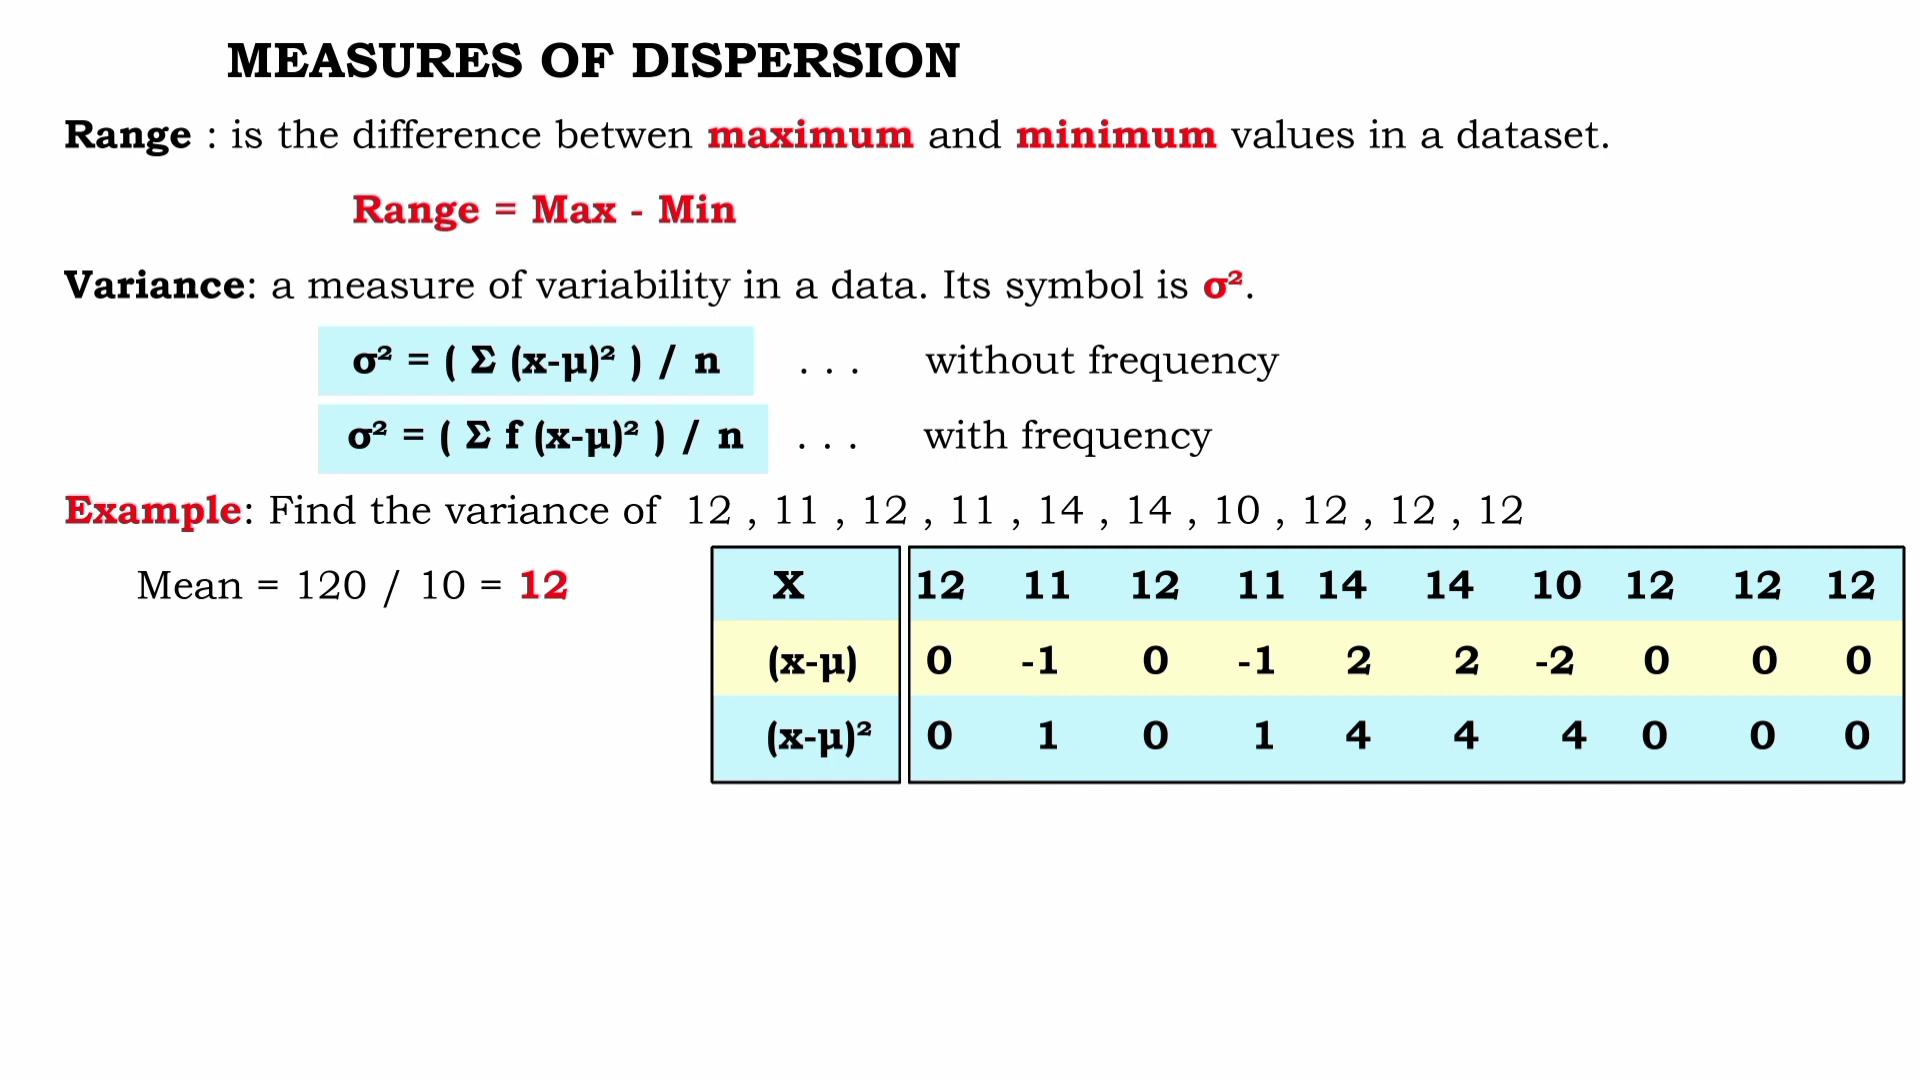 MEASURES OF DISPERSION
Range : is the difference betwen maximum and minimum values in a dataset.
Range = Max - Min
Variance: a measure of variability in a data. Its symbol is σ².
σ² = ( Σ (x-μ)² ) / n . . . without frequency
σ² = ( Σ f (x-μ)² ) / n . . . with frequency
Example: Find the variance of 12 , 11 , 12 , 11 , 14 , 14 , 10 , 12 , 12 , 12
Mean = 120 / 10 = 12
X 12 11 12 11 14 14 10 12 12 12
(x-μ) 0 -1 0 -1 2 2 -2 0 0 0
(x-μ)² 0 1 0 1 4 4 4 0 0 0